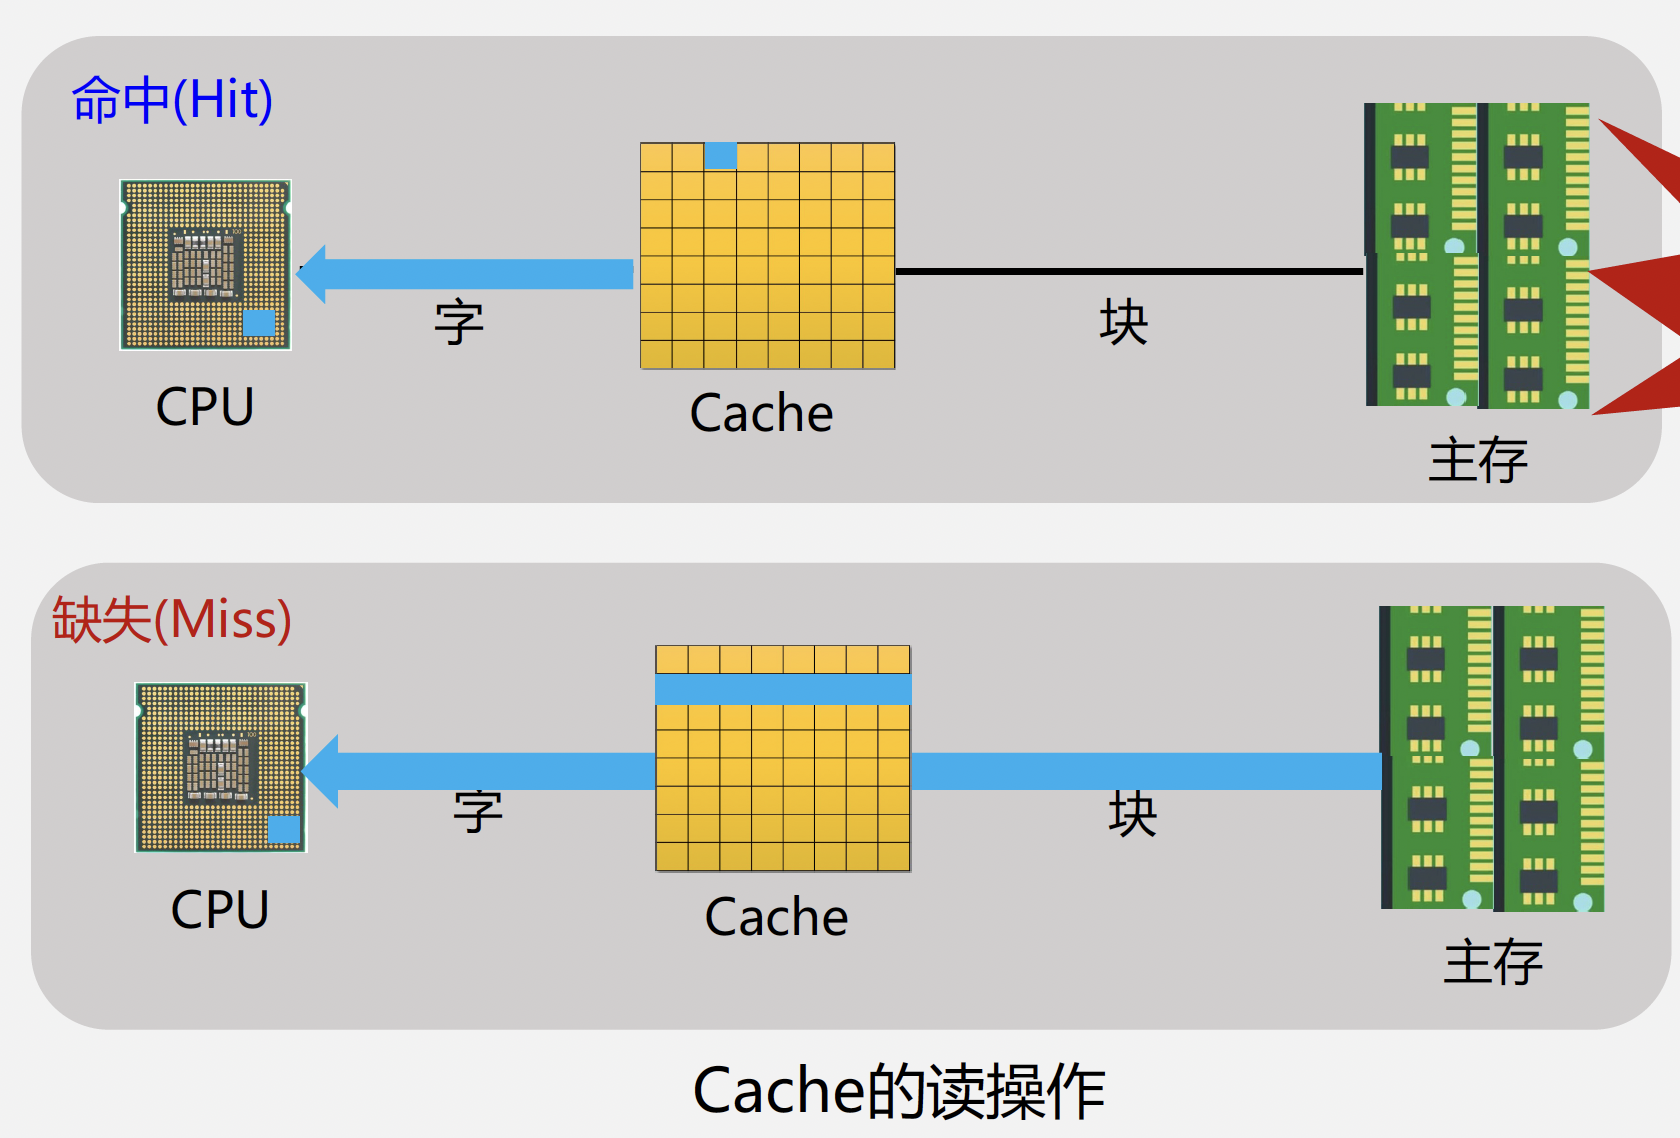 命中(Hit)
字
块
CPU
Cache
主存
缺失(Miss)
字
块
CPU
Cache
主存
Cache的读操作